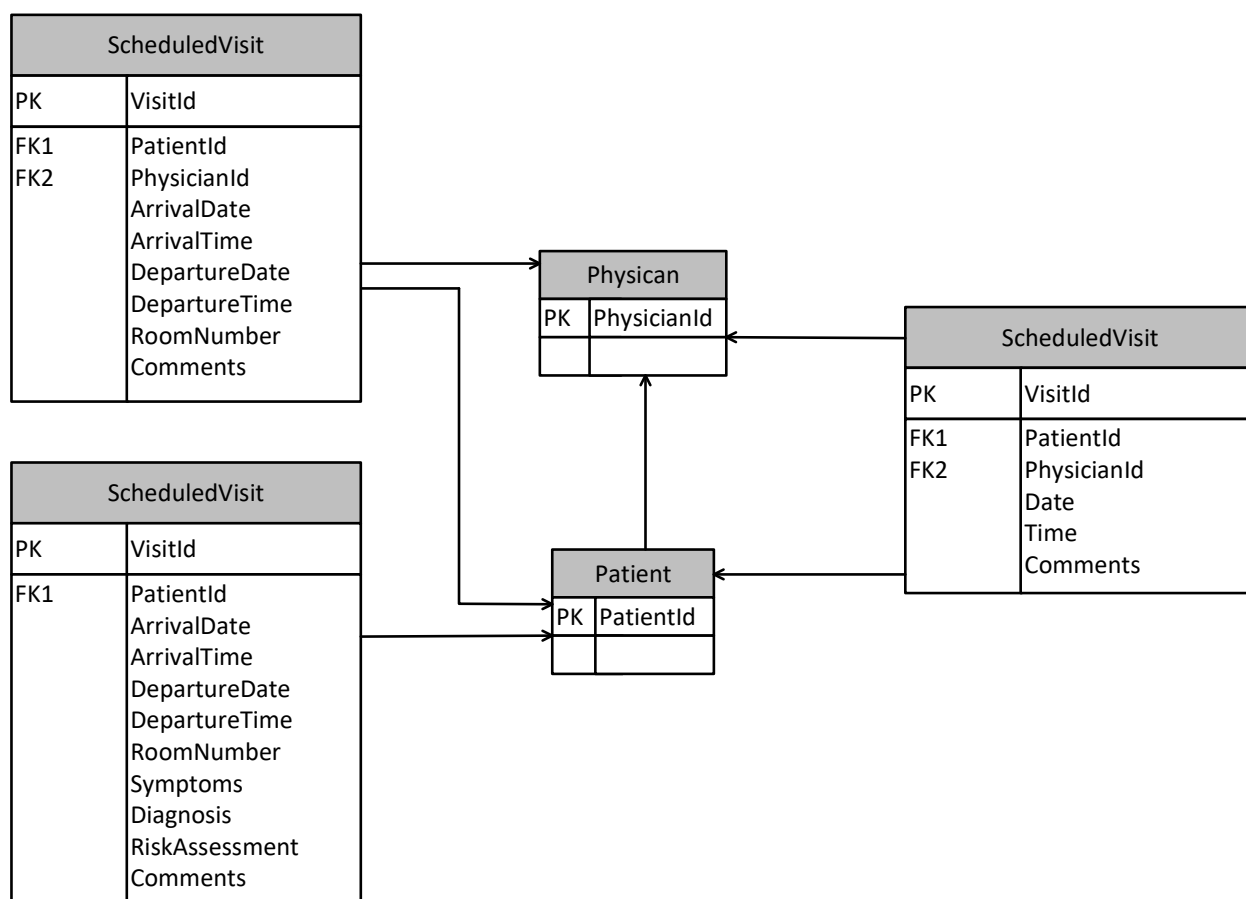 ScheduledVisit
PK VisitId
FK1 PatientId
FK2 PhysicianId
ArrivalDate
ArrivalTime
DepartureDate
DepartureTime
RoomNumber
Comments
ScheduledVisit
PK VisitId
FK1 PatientId
ArrivalDate
ArrivalTime
DepartureDate
DepartureTime
RoomNumber
Symptoms
Diagnosis
RiskAssessment
Comments
Physican
PK PhysicianId
Patient
PK PatientId
ScheduledVisit
PK VisitId
FK1 PatientId
FK2 PhysicianId
Date
Time
Comments